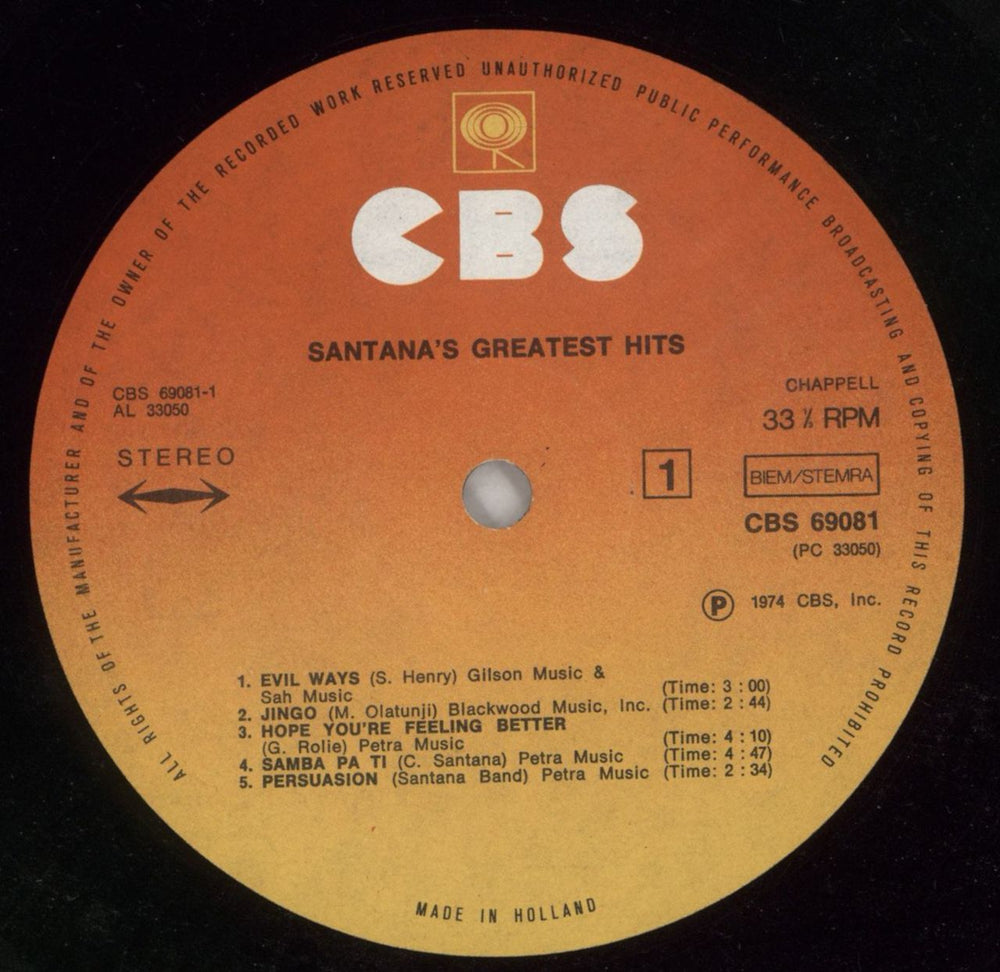 ALL RIGHTS OF THE MANUFACTURER AND OF THE OWNER OF THE RECORDED WORK RESERVED UNAUTHORIZED PUBLIC PERFORMANCE BROADCASTING AND COPYING OF THIS RECORD PROHIBITED
CBS
SANTANA'S GREATEST HITS
CBS 69081-1
AL 33050
STEREO
CHAPPELL
33 ⅓ RPM
1
BIEM/STEMRA
CBS 69081
(PC 33050)
Ⓟ 1974 CBS, Inc.
1. EVIL WAYS (S. Henry) Gilson Music &
Sah Music (Time: 3 : 00)
2. JINGO (M. Olatunji) Blackwood Music, Inc. (Time: 2 : 44)
3. HOPE YOU'RE FEELING BETTER
(G. Rolie) Petra Music (Time: 4 : 10)
4. SAMBA PA TI (C. Santana) Petra Music (Time: 4 : 47)
5. PERSUASION (Santana Band) Petra Music (Time: 2 : 34)
MADE IN HOLLAND